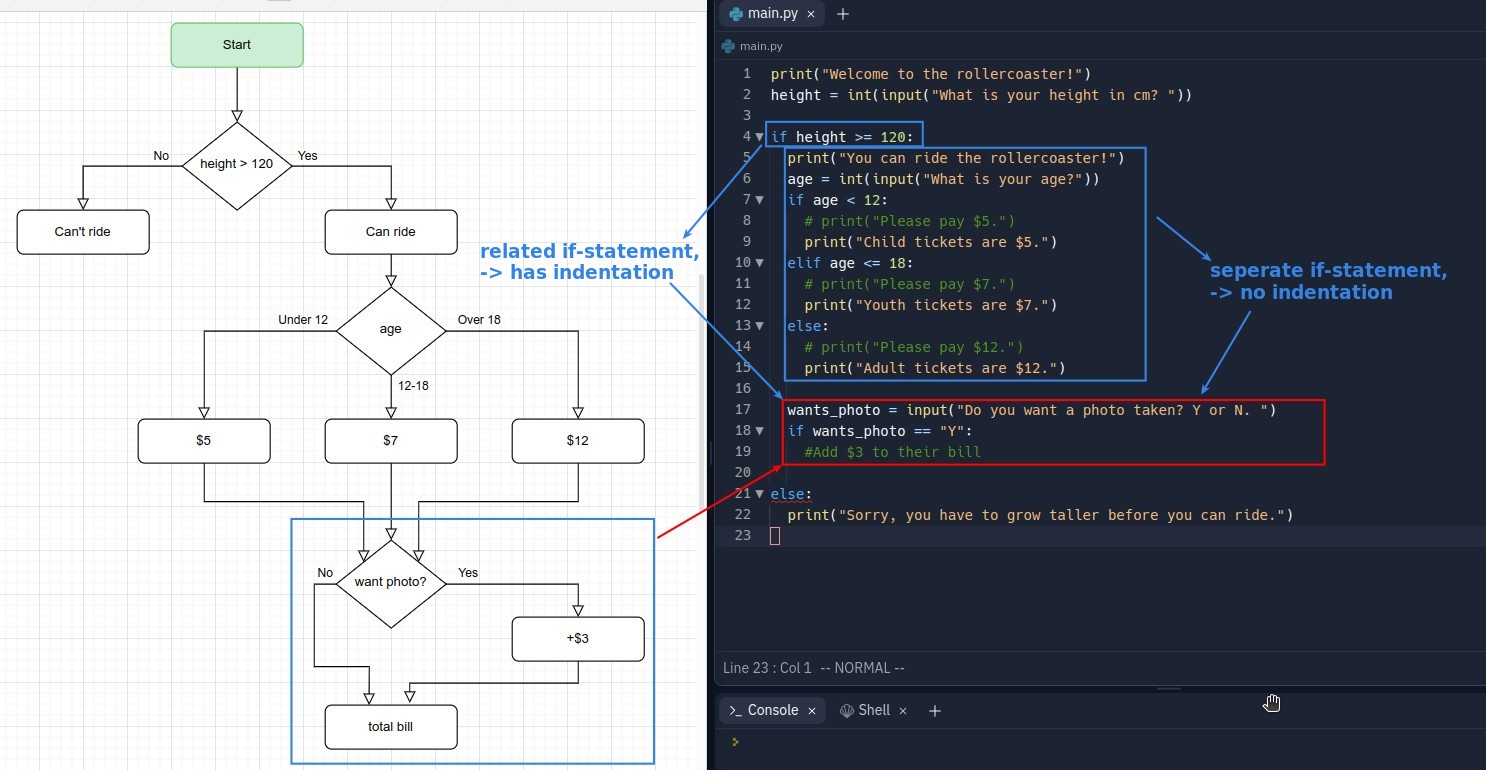 Start
height > 120
No
Yes
Can't ride
Can ride
age
Under 12
Over 18
12-18
$5
$7
$12
want photo?
No
Yes
+$3
total bill
related if-statement,
-> has indentation
main.py × +
main.py
1 print("Welcome to the rollercoaster!")
2 height = int(input("What is your height in cm? "))
3
4 if height >= 120:
5 print("You can ride the rollercoaster!")
6 age = int(input("What is your age?"))
7 if age < 12:
8 # print("Please pay $5.")
9 print("Child tickets are $5.")
10 elif age <= 18:
11 # print("Please pay $7.")
12 print("Youth tickets are $7.")
13 else:
14 # print("Please pay $12.")
15 print("Adult tickets are $12.")
16
17 wants_photo = input("Do you want a photo taken? Y or N. ")
18 if wants_photo == "Y":
19 #Add $3 to their bill
20
21 else:
22 print("Sorry, you have to grow taller before you can ride.")
23
seperate if-statement,
-> no indentation
Line 23 : Col 1 -- NORMAL --
>_ Console × Shell × +